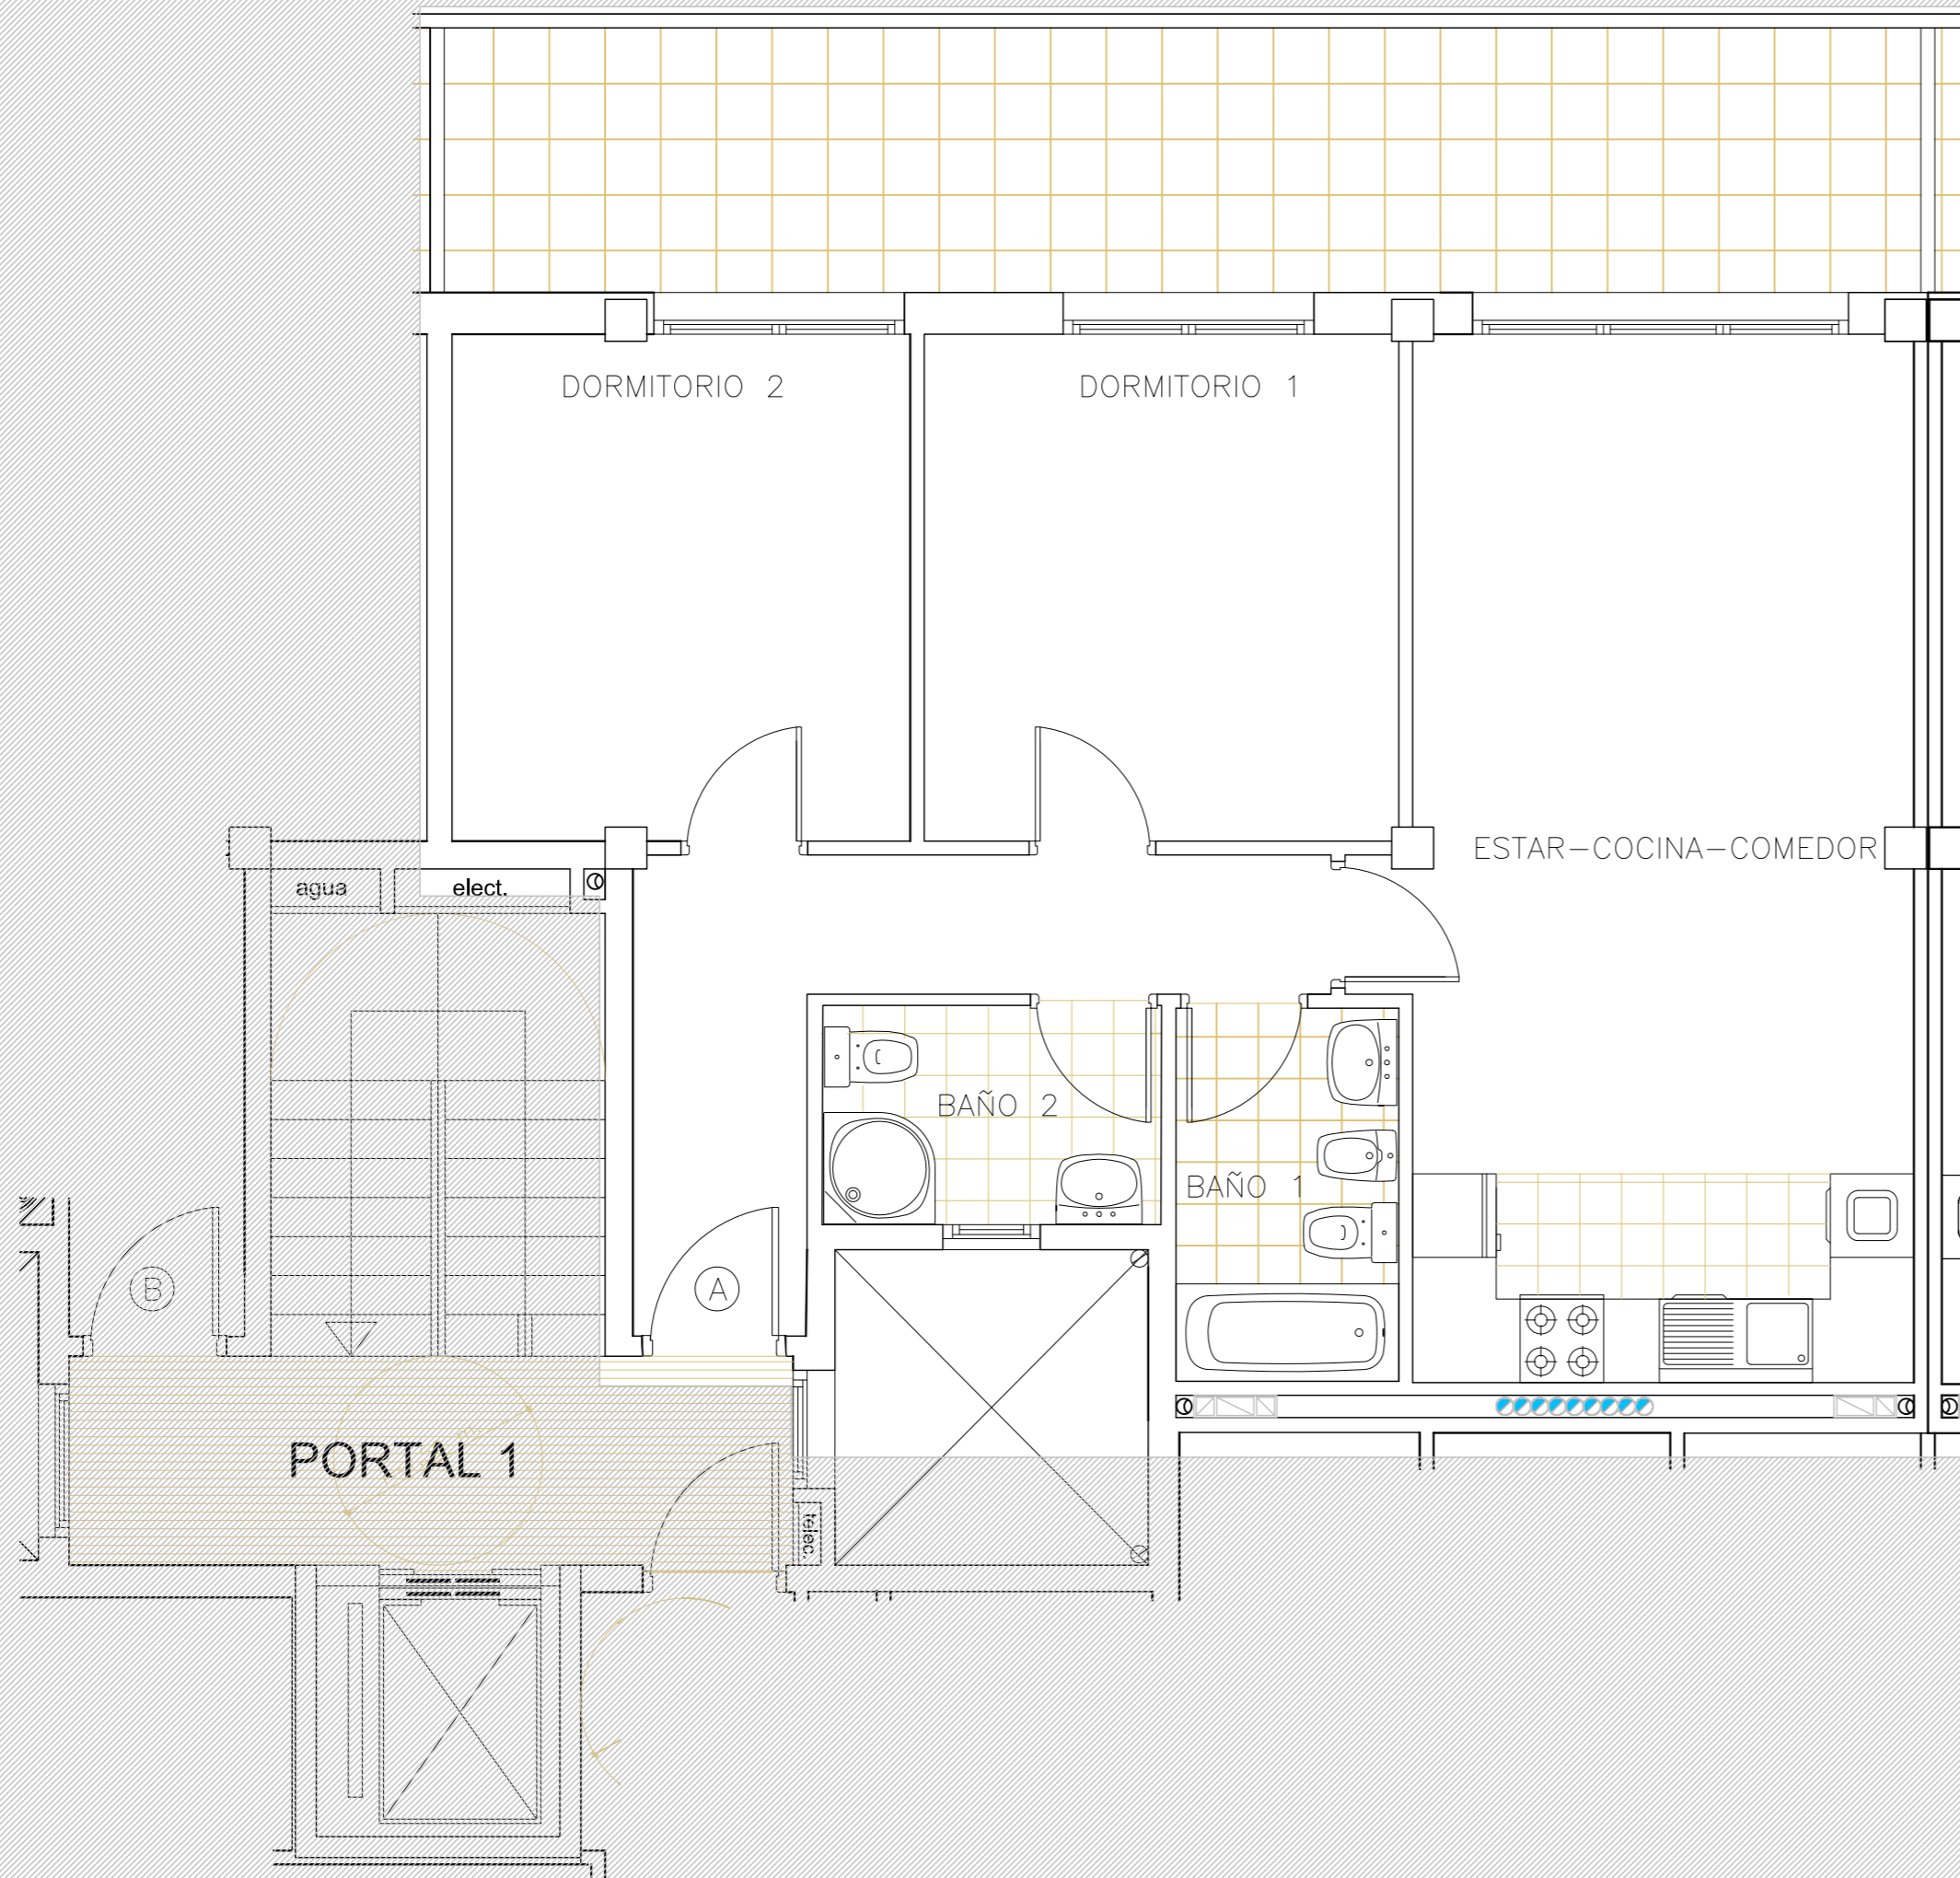 DORMITORIO 2
DORMITORIO 1
ESTAR-COCINA-COMEDOR
agua
elect.
BAÑO 2
BAÑO 1
B
A
PORTAL 1
telec.